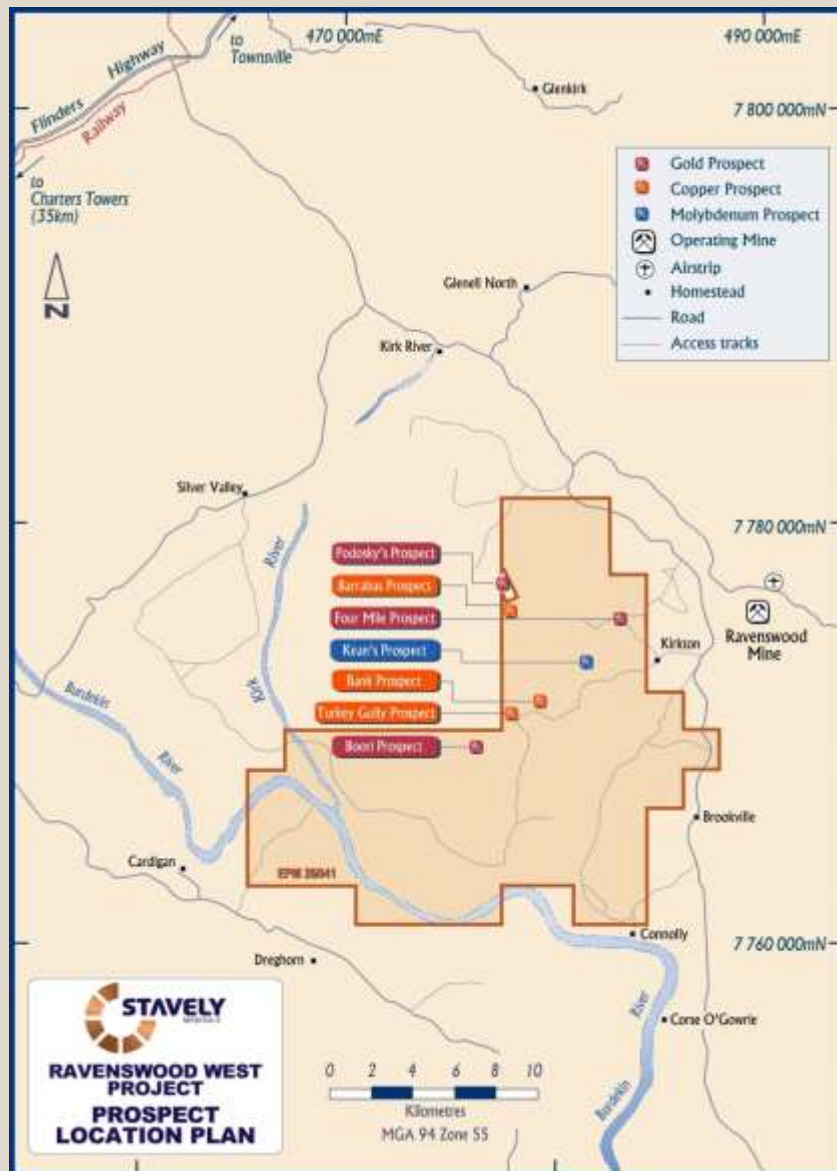 470 000mE
490 000mE
to
Townsville
Flinders Highway
Railway
Glenkirk
7 800 000mN
to
Charters Towers
(35km)
Gold Prospect
Copper Prospect
Molybdenum Prospect
Operating Mine
Airstrip
Homestead
Road
Access tracks
N
Glenell North
Kirk River
Silver Valley
7 780 000mN
River
Kirk
Podosky's Prospect
Barrabas Prospect
Four Mile Prospect
Kean's Prospect
Bank Prospect
Turkey Gully Prospect
Boori Prospect
Kirkson
Ravenswood
Mine
Burdekin
River
Brookville
Cardigan
EPM 26041
Connolly
7 760 000mN
Dreghorn
River
Burdekin
Corse O'Gowrie
STAVELY
MINERALS
RAVENSWOOD WEST
PROJECT
PROSPECT
LOCATION PLAN
0 2 4 6 8 10
Kilometres
MGA 94 Zone 55